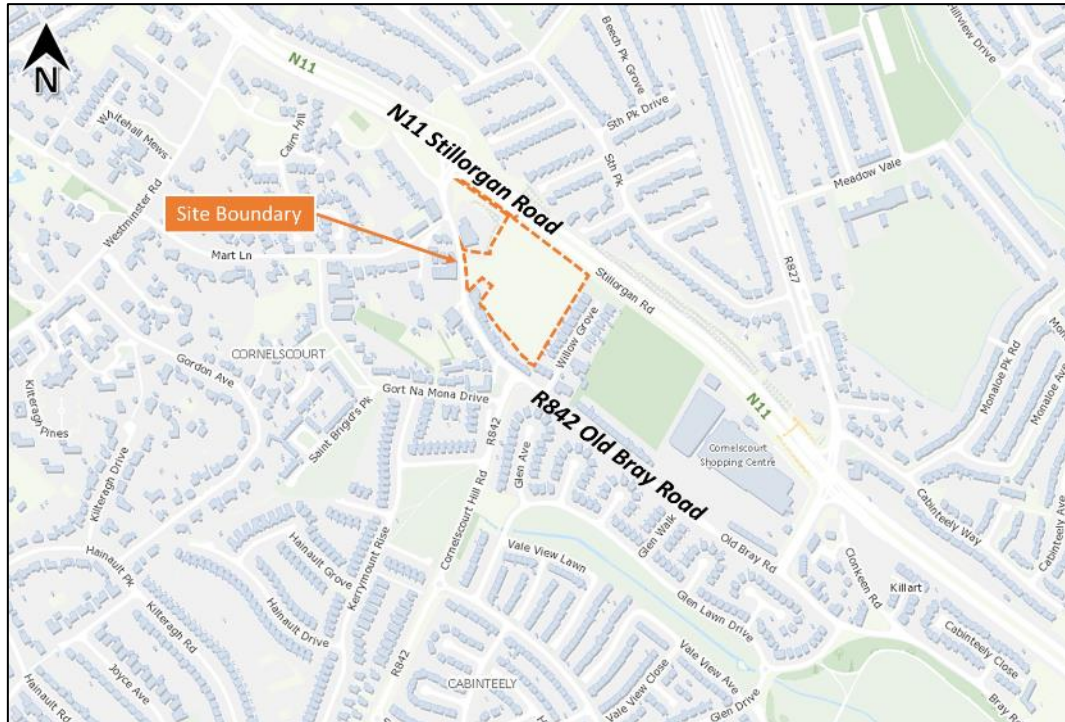 N
N11
N11 Stillorgan Road
Site Boundary
Whitehall Mews
Cairn Hill
Westminster Rd
Mart Ln
Beech Pk Grove
Sth Pk Drive
Sth Pk
Hillview Drive
Meadow Vale
R827
Stillorgan Rd
Willow Grove
CORNELSCOURT
Gordon Ave
Gort Na Mona Drive
R842
Saint Brigid's Pk
Kilteragh Pines
Kilteragh Drive
Glen Ave
R842 Old Bray Road
N11
Cornelscourt
Shopping Centre
Monaloe Pk Rd
Monaloe Ave
Cabinteely Way
Cabinteely Ave
Hainault Pk
Hainault Grove
Hainault Drive
Kerrymount Rise
Cornelscourt Hill Rd
Vale View Lawn
Glen Walk
Old Bray Rd
Clonkeen Rd
Killart
Glen Lawn Drive
Cabinteely Close
Kilteragh Rd
Joyce Ave
Hainault Rd
R842
CABINTEELY
Vale View Close
Vale View Ave
Glen Drive